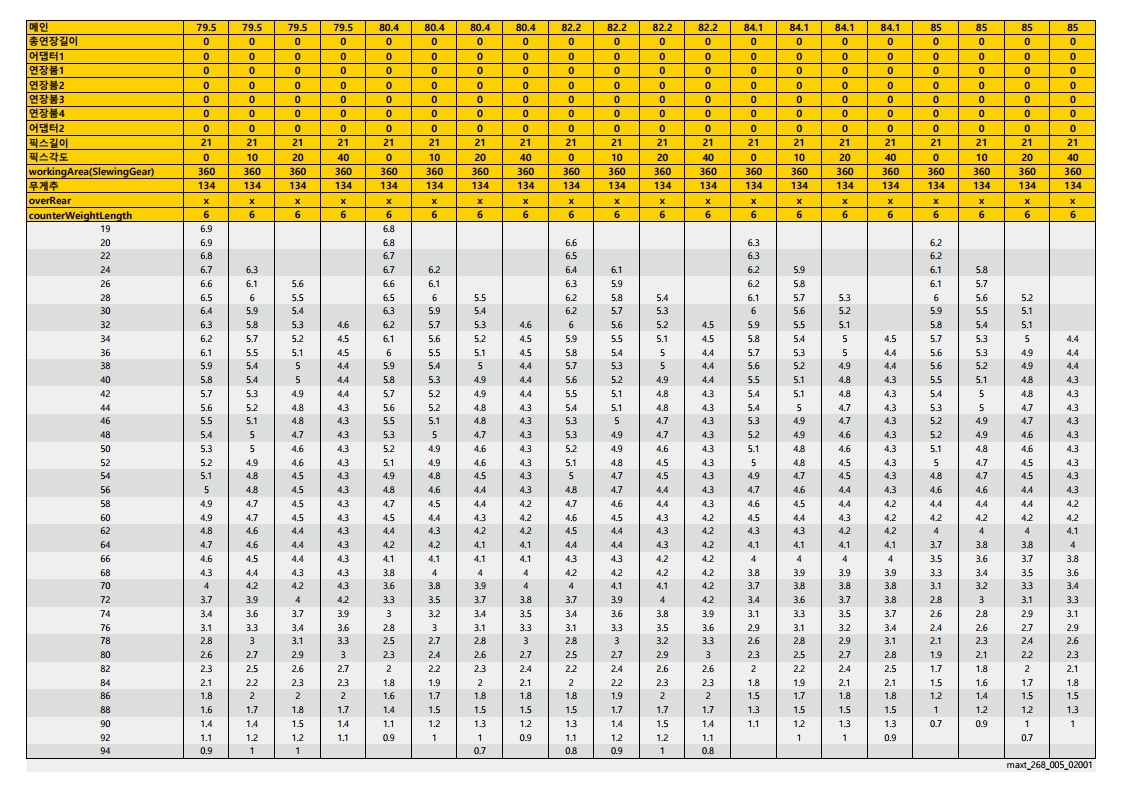 메인 79.5 79.5 79.5 79.5 80.4 80.4 80.4 80.4 82.2 82.2 82.2 82.2 84.1 84.1 84.1 84.1 85 85 85 85
총연장길이 0 0 0 0 0 0 0 0 0 0 0 0 0 0 0 0 0 0 0 0
어댑터1 0 0 0 0 0 0 0 0 0 0 0 0 0 0 0 0 0 0 0 0
연장붐1 0 0 0 0 0 0 0 0 0 0 0 0 0 0 0 0 0 0 0 0
연장붐2 0 0 0 0 0 0 0 0 0 0 0 0 0 0 0 0 0 0 0 0
연장붐3 0 0 0 0 0 0 0 0 0 0 0 0 0 0 0 0 0 0 0 0
연장붐4 0 0 0 0 0 0 0 0 0 0 0 0 0 0 0 0 0 0 0 0
어댑터2 0 0 0 0 0 0 0 0 0 0 0 0 0 0 0 0 0 0 0 0
픽스길이 21 21 21 21 21 21 21 21 21 21 21 21 21 21 21 21 21 21 21 21
픽스각도 0 10 20 40 0 10 20 40 0 10 20 40 0 10 20 40 0 10 20 40
workingArea(SlewingGear) 360 360 360 360 360 360 360 360 360 360 360 360 360 360 360 360 360 360 360 360
무게추 134 134 134 134 134 134 134 134 134 134 134 134 134 134 134 134 134 134 134 134
overRear x x x x x x x x x x x x x x x x x x x x
counterWeightLength 6 6 6 6 6 6 6 6 6 6 6 6 6 6 6 6 6 6 6 6
19 6.9 6.8
20 6.9 6.8 6.6 6.3 6.2
22 6.8 6.7 6.5 6.3 6.2
24 6.7 6.3 6.7 6.2 6.4 6.1 6.2 5.9 6.1 5.8
26 6.6 6.1 5.6 6.6 6.1 6.3 5.9 6.2 5.8 6.1 5.7
28 6.5 6 5.5 6.5 6 5.5 6.2 5.8 5.4 6.1 5.7 5.3 6 5.6 5.2
30 6.4 5.9 5.4 6.3 5.9 5.4 6.2 5.7 5.3 6 5.6 5.2 5.9 5.5 5.1
32 6.3 5.8 5.3 4.6 6.2 5.7 5.3 4.6 6 5.6 5.2 4.5 5.9 5.5 5.1 5.8 5.4 5.1
34 6.2 5.7 5.2 4.5 6.1 5.6 5.2 4.5 5.9 5.5 5.1 4.5 5.8 5.4 5 4.5 5.7 5.3 5 4.4
36 6.1 5.5 5.1 4.5 6 5.5 5.1 4.5 5.8 5.4 5 4.4 5.7 5.3 5 4.4 5.6 5.3 4.9 4.4
38 5.9 5.4 5 4.4 5.9 5.4 5 4.4 5.7 5.3 5 4.4 5.6 5.2 4.9 4.4 5.6 5.2 4.9 4.4
40 5.8 5.4 5 4.4 5.8 5.3 4.9 4.4 5.6 5.2 4.9 4.4 5.5 5.1 4.8 4.3 5.5 5.1 4.8 4.3
42 5.7 5.3 4.9 4.4 5.7 5.2 4.9 4.4 5.5 5.1 4.8 4.3 5.4 5.1 4.8 4.3 5.4 5 4.8 4.3
44 5.6 5.2 4.8 4.3 5.6 5.2 4.8 4.3 5.4 5.1 4.8 4.3 5.4 5 4.7 4.3 5.3 5 4.7 4.3
46 5.5 5.1 4.8 4.3 5.5 5.1 4.8 4.3 5.3 5 4.7 4.3 5.3 4.9 4.7 4.3 5.2 4.9 4.7 4.3
48 5.4 5 4.7 4.3 5.3 5 4.7 4.3 5.3 4.9 4.7 4.3 5.2 4.9 4.6 4.3 5.2 4.9 4.6 4.3
50 5.3 5 4.6 4.3 5.2 4.9 4.6 4.3 5.2 4.9 4.6 4.3 5.1 4.8 4.6 4.3 5.1 4.8 4.6 4.3
52 5.2 4.9 4.6 4.3 5.1 4.9 4.6 4.3 5.1 4.8 4.5 4.3 5 4.8 4.5 4.3 5 4.7 4.5 4.3
54 5.1 4.8 4.5 4.3 4.9 4.8 4.5 4.3 5 4.7 4.5 4.3 4.9 4.7 4.5 4.3 4.8 4.7 4.5 4.3
56 5 4.8 4.5 4.3 4.8 4.6 4.4 4.3 4.8 4.7 4.4 4.3 4.7 4.6 4.4 4.3 4.6 4.6 4.4 4.3
58 4.9 4.7 4.5 4.3 4.7 4.5 4.4 4.2 4.7 4.6 4.4 4.3 4.6 4.5 4.4 4.2 4.4 4.4 4.4 4.2
60 4.9 4.7 4.5 4.3 4.5 4.4 4.3 4.2 4.6 4.5 4.3 4.2 4.5 4.4 4.3 4.2 4.2 4.2 4.2 4.2
62 4.8 4.6 4.4 4.3 4.4 4.3 4.2 4.2 4.5 4.4 4.3 4.2 4.3 4.3 4.2 4.2 4 4 4 4.1
64 4.7 4.6 4.4 4.3 4.2 4.2 4.1 4.1 4.4 4.4 4.3 4.2 4.1 4.1 4.1 4.1 3.7 3.8 3.8 4
66 4.6 4.5 4.4 4.3 4.1 4.1 4.1 4.1 4.3 4.3 4.2 4.2 4 4 4 4 3.5 3.6 3.7 3.8
68 4.3 4.4 4.3 4.3 3.8 4 4 4 4.2 4.2 4.2 4.2 3.8 3.9 3.9 3.9 3.3 3.4 3.5 3.6
70 4 4.2 4.2 4.3 3.6 3.8 3.9 4 4 4.1 4.1 4.2 3.7 3.8 3.8 3.8 3.1 3.2 3.3 3.4
72 3.7 3.9 4 4.2 3.3 3.5 3.7 3.8 3.7 3.9 4 4.2 3.4 3.6 3.7 3.8 2.8 3 3.1 3.3
74 3.4 3.6 3.7 3.9 3 3.2 3.4 3.5 3.4 3.6 3.8 3.9 3.1 3.3 3.5 3.7 2.6 2.8 2.9 3.1
76 3.1 3.3 3.4 3.6 2.8 3 3.1 3.3 3.1 3.3 3.5 3.6 2.9 3.1 3.2 3.4 2.4 2.6 2.7 2.9
78 2.8 3 3.1 3.3 2.5 2.7 2.8 3 2.8 3 3.2 3.3 2.6 2.8 2.9 3.1 2.1 2.3 2.4 2.6
80 2.6 2.7 2.9 3 2.3 2.4 2.6 2.7 2.5 2.7 2.9 3 2.3 2.5 2.7 2.8 1.9 2.1 2.2 2.3
82 2.3 2.5 2.6 2.7 2 2.2 2.3 2.4 2.2 2.4 2.6 2.6 2 2.2 2.4 2.5 1.7 1.8 2 2.1
84 2.1 2.2 2.3 2.3 1.8 1.9 2 2.1 2 2.2 2.3 2.3 1.8 1.9 2.1 2.1 1.5 1.6 1.7 1.8
86 1.8 2 2 2 1.6 1.7 1.8 1.8 1.8 1.9 2 2 1.5 1.7 1.8 1.8 1.2 1.4 1.5 1.5
88 1.6 1.7 1.8 1.7 1.4 1.5 1.5 1.5 1.5 1.7 1.7 1.7 1.3 1.5 1.5 1.5 1 1.2 1.2 1.3
90 1.4 1.4 1.5 1.4 1.1 1.2 1.3 1.2 1.3 1.4 1.5 1.4 1.1 1.2 1.3 1.3 0.7 0.9 1 1
92 1.1 1.2 1.2 1.1 0.9 1 1 0.9 1.1 1.2 1.2 1.1 1 1 0.9 0.7
94 0.9 1 1 0.7 0.8 0.9 1 0.8
maxt_268_005_02001